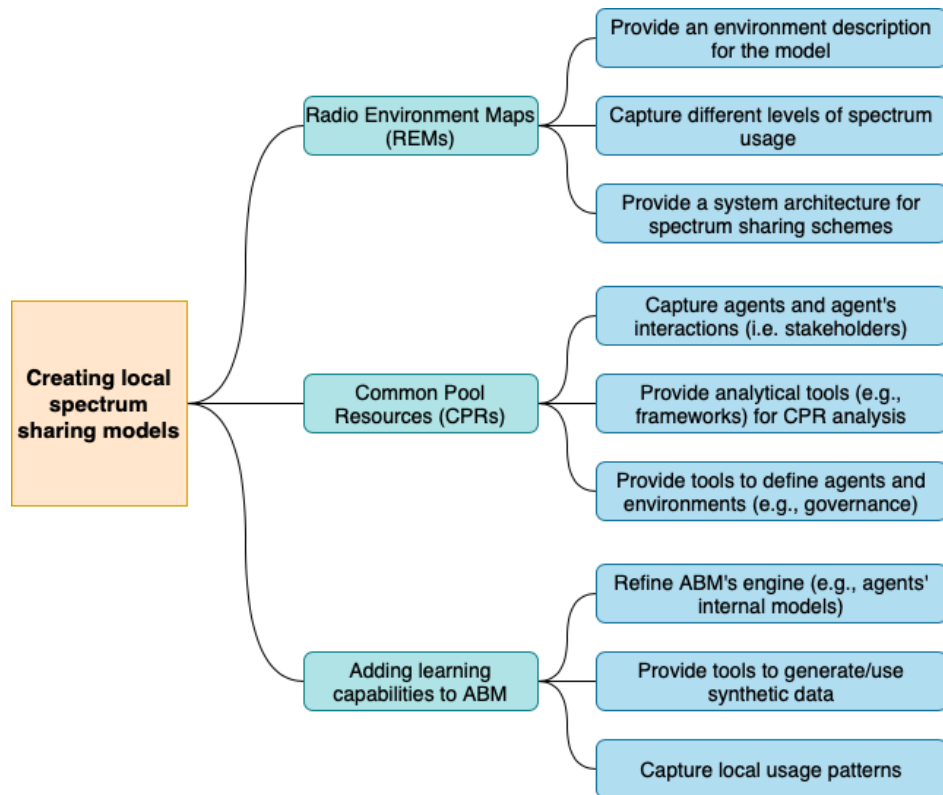 Provide an environment description
for the model
Radio Environment Maps
(REMs)
Capture different levels of spectrum
usage
Provide a system architecture for
spectrum sharing schemes
Creating local
spectrum
sharing models
Capture agents and agent's
interactions (i.e. stakeholders)
Common Pool
Resources (CPRs)
Provide analytical tools (e.g.,
frameworks) for CPR analysis
Provide tools to define agents and
environments (e.g., governance)
Refine ABM's engine (e.g., agents'
internal models)
Adding learning
capabilities to ABM
Provide tools to generate/use
synthetic data
Capture local usage patterns